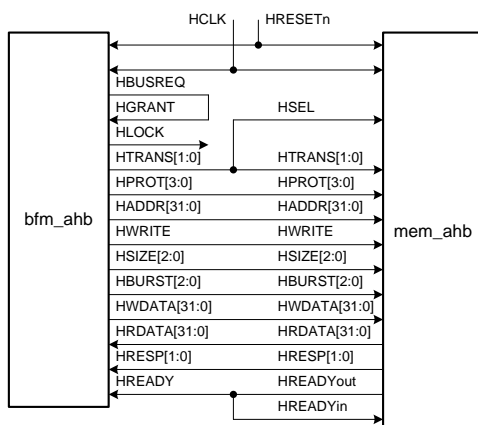 HCLK HRESETn
HBUSREQ
HGRANT
HSEL
HLOCK
HTRANS[1:0] HTRANS[1:0]
HPROT[3:0] HPROT[3:0]
HADDR[31:0] HADDR[31:0]
bfm_ahb
mem_ahb
HWRITE HWRITE
HSIZE[2:0] HSIZE[2:0]
HBURST[2:0] HBURST[2:0]
HWDATA[31:0] HWDATA[31:0]
HRDATA[31:0] HRDATA[31:0]
HRESP[1:0] HRESP[1:0]
HREADY HREADYout
HREADYin